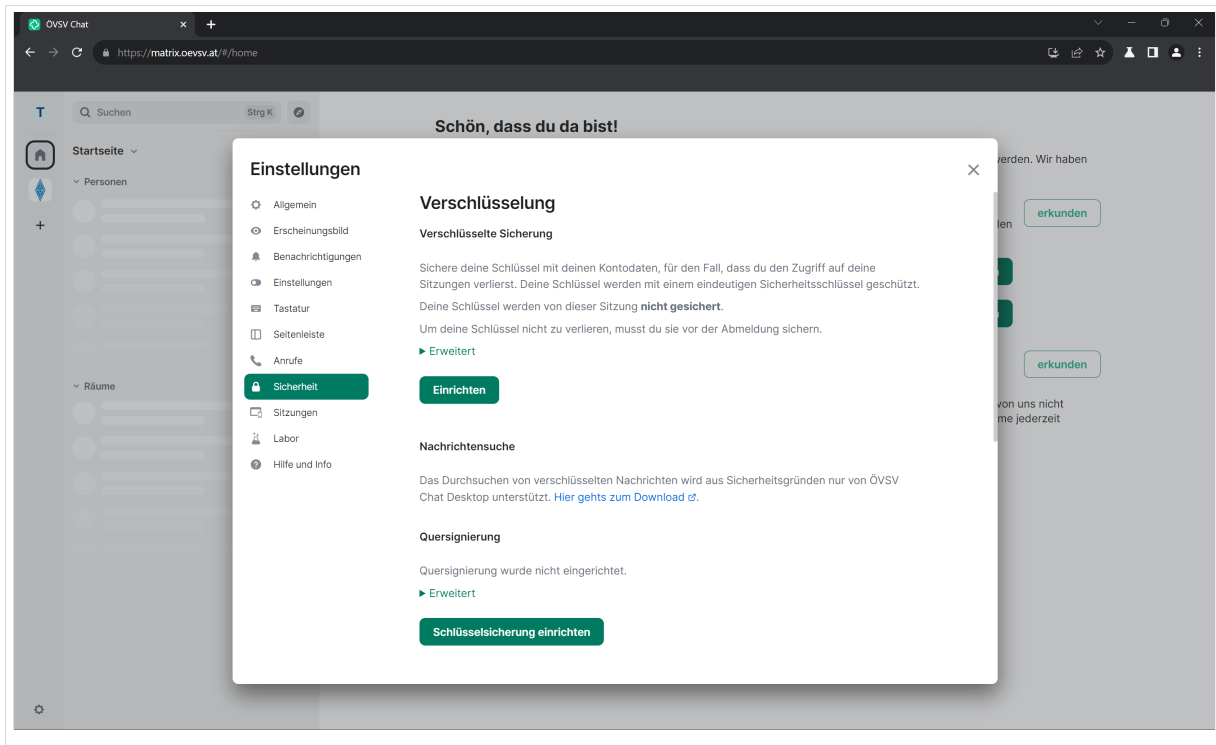 ÖVSV Chat
https://matrix.oevsv.at/#/home
T
Suchen
Strg K
Startseite
Personen
Räume
Schön, dass du da bist!
werden. Wir haben
erkunden
erkunden
von uns nicht
jederzeit
Einstellungen
Allgemein
Erscheinungsbild
Benachrichtigungen
Einstellungen
Tastatur
Seitenleiste
Anrufe
Sicherheit
Sitzungen
Labor
Hilfe und Info
Verschlüsselung
Verschlüsselte Sicherung
Sichere deine Schlüssel mit deinen Kontodaten, für den Fall, dass du den Zugriff auf deine
Sitzungen verlierst. Deine Schlüssel werden mit einem eindeutigen Sicherheitsschlüssel geschützt.
Deine Schlüssel werden von dieser Sitzung nicht gesichert.
Um deine Schlüssel nicht zu verlieren, musst du sie vor der Abmeldung sichern.
Erweitert
Einrichten
Nachrichtensuche
Das Durchsuchen von verschlüsselten Nachrichten wird aus Sicherheitsgründen nur von ÖVSV
Chat Desktop unterstützt. Hier gehts zum Download.
Quersignierung
Quersignierung wurde nicht eingerichtet.
Erweitert
Schlüsselsicherung einrichten